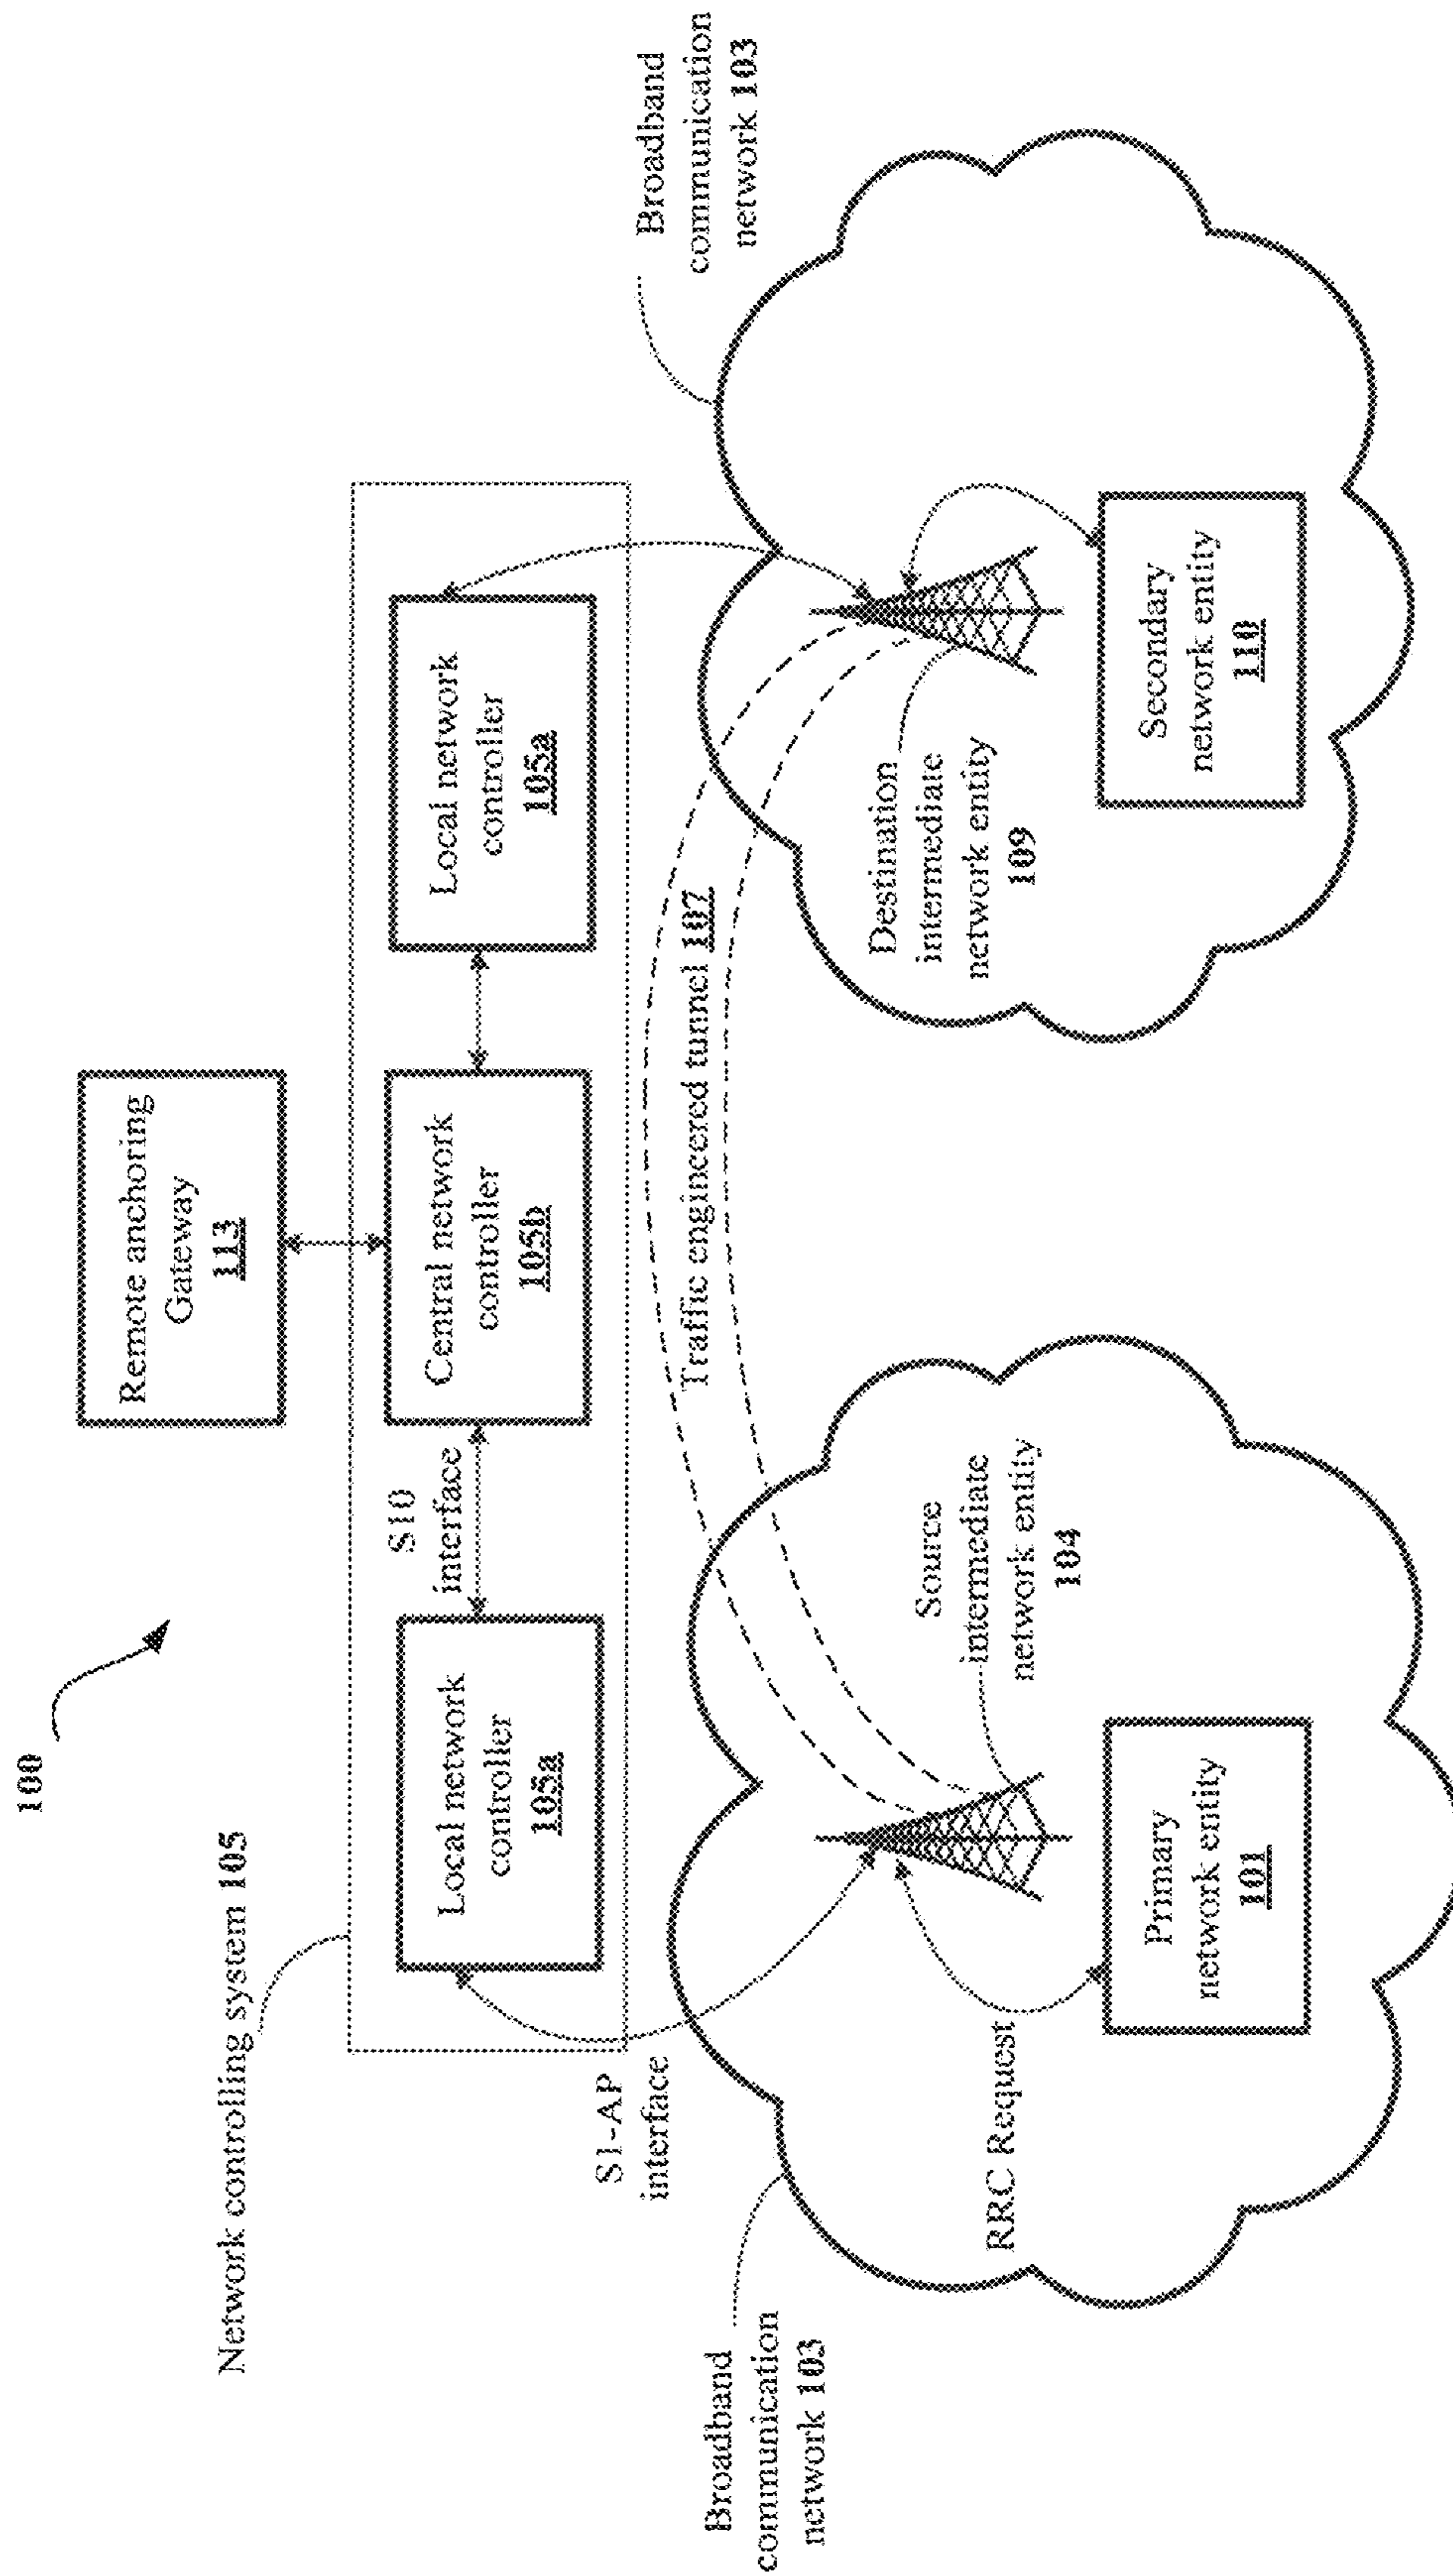 100
Network controlling system 105
Remote anchoring
Gateway
113
Local network
controller
105a
S10
interface
Central network
controller
105b
Local network
controller
105a
S1-AP
interface
Traffic engineered tunnel 107
Broadband
communication
network 103
Broadband
communication
network 103
RRC Request
Source
intermediate
network entity
104
Primary
network entity
101
Destination
intermediate
network entity
109
Secondary
network entity
110